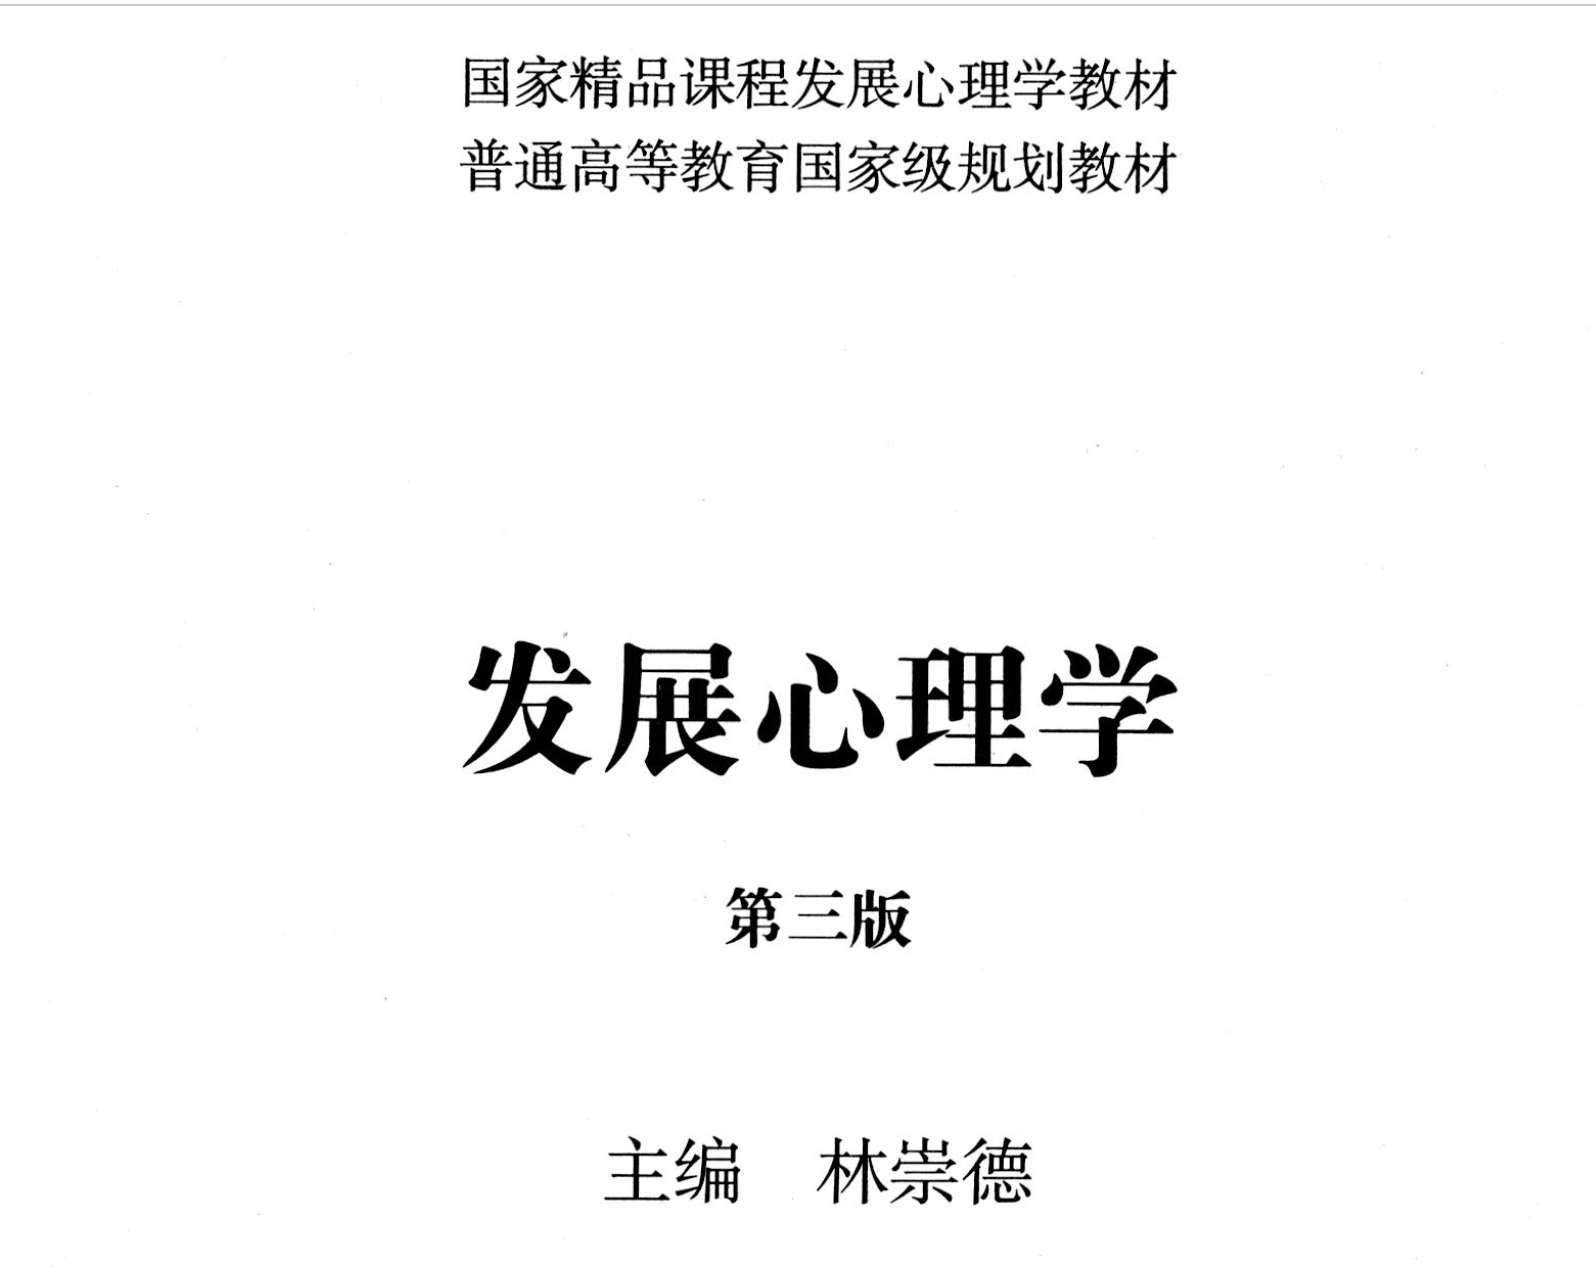 国家精品课程发展心理学教材
普通高等教育国家级规划教材
发展心理学
第三版
主编 林崇德